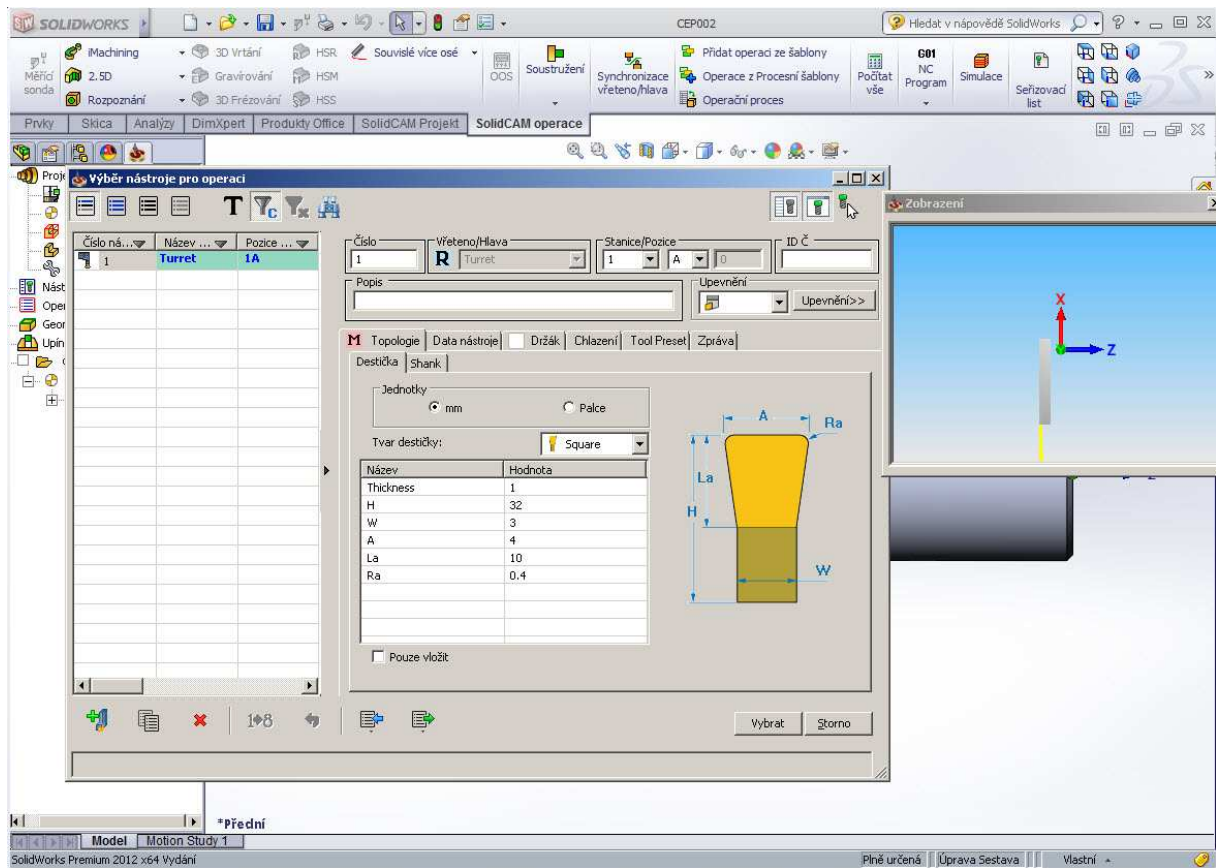 SOLIDWORKS
CEP002
Hledat v nápovědě SolidWorks
Měřící sonda
iMachining
3D Vrtání
HSR
Souvislé více osé
2.5D
Gravírování
HSM
Rozpoznání
3D Frézování
HSS
OOS
Soustružení
Synchronizace vřeteno/hlava
Přidat operaci ze šablony
Operace z Procesní šablony
Operační proces
Počítat vše
G01
NC Program
Simulace
Seřizovací list
Prvky
Skica
Analýzy
DimXpert
Produkty Office
SolidCAM Projekt
SolidCAM operace
Proje
Nást
Oper
Geor
Upín
Výběr nástroje pro operaci
Zobrazení
Číslo ná...
Název ...
Pozice ...
1
Turret
1A
Číslo
1
Vřeteno/Hlava
R
Turret
Stanice/Pozice
1
A
0
ID Č
Popis
Upevnění
Upevnění>>
M Topologie
Data nástroje
Držák
Chlazení
Tool Preset
Zpráva
Destička
Shank
Jednotky
mm
Palce
Tvar destičky:
Square
Název
Hodnota
Thickness
1
H
32
W
3
A
4
La
10
Ra
0.4
Pouze vložit
A
Ra
La
H
W
X
Z
Vybrat
Storno
*Přední
Model
Motion Study 1
SolidWorks Premium 2012 x64 Vydání
Plně určená
Úprava Sestava
Vlastní